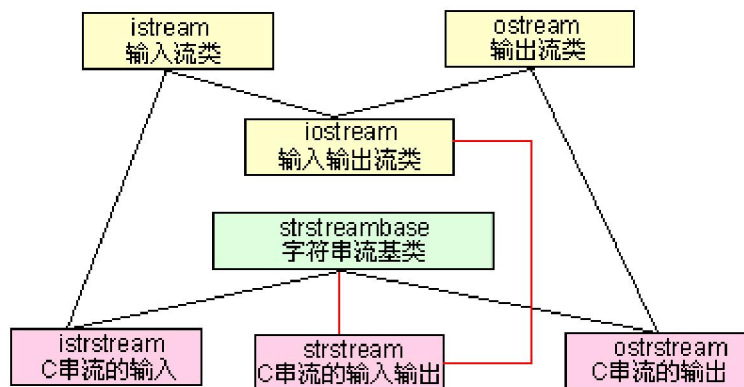 istream
输入流类
ostream
输出流类
iostream
输入输出流类
strstreambase
字符串流基类
istrstream
C串流的输入
strstream
C串流的输入输出
ostrstream
C串流的输出